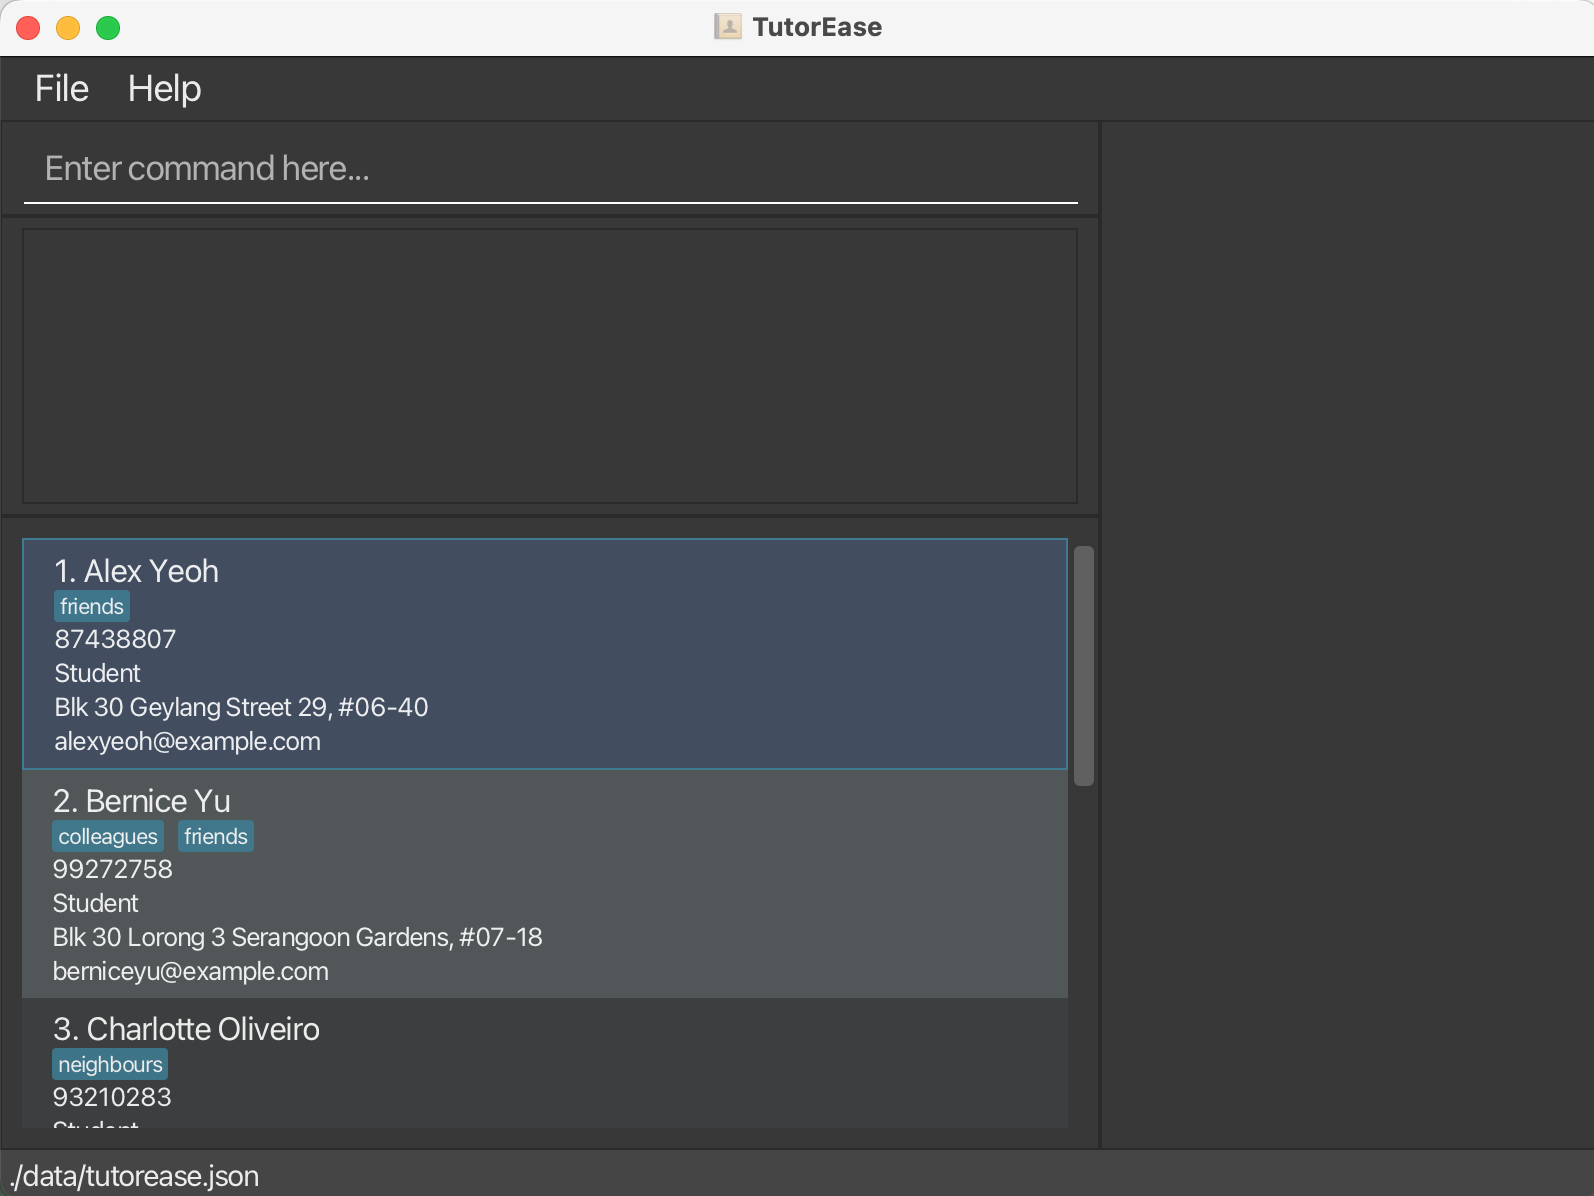 TutorEase
File Help
Enter command here...
1. Alex Yeoh
friends
87438807
Student
Blk 30 Geylang Street 29, #06-40
alexyeoh@example.com
2. Bernice Yu
colleagues friends
99272758
Student
Blk 30 Lorong 3 Serangoon Gardens, #07-18
berniceyu@example.com
3. Charlotte Oliveiro
neighbours
93210283
Student
./data/tutorease.json